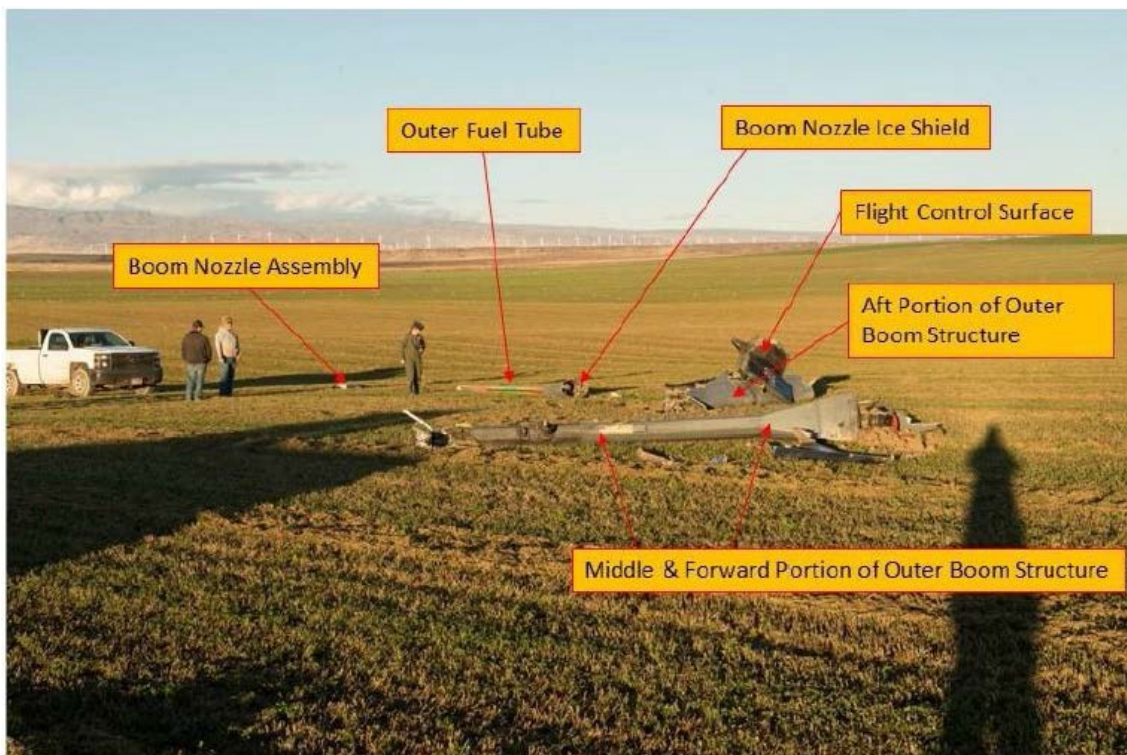 Outer Fuel Tube
Boom Nozzle Ice Shield
Flight Control Surface
Boom Nozzle Assembly
Aft Portion of Outer
Boom Structure
Middle & Forward Portion of Outer Boom Structure